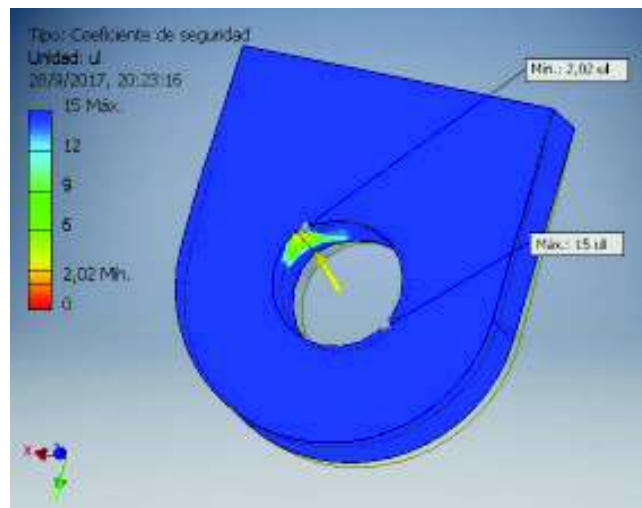 Tipo: Coeficiente de seguridad
Unidad: ul
28/9/2017, 20:23:16
15 Máx.
12
9
6
2,02 Mín.
0
Mín.: 2,02 ul
Máx.: 15 ul
X